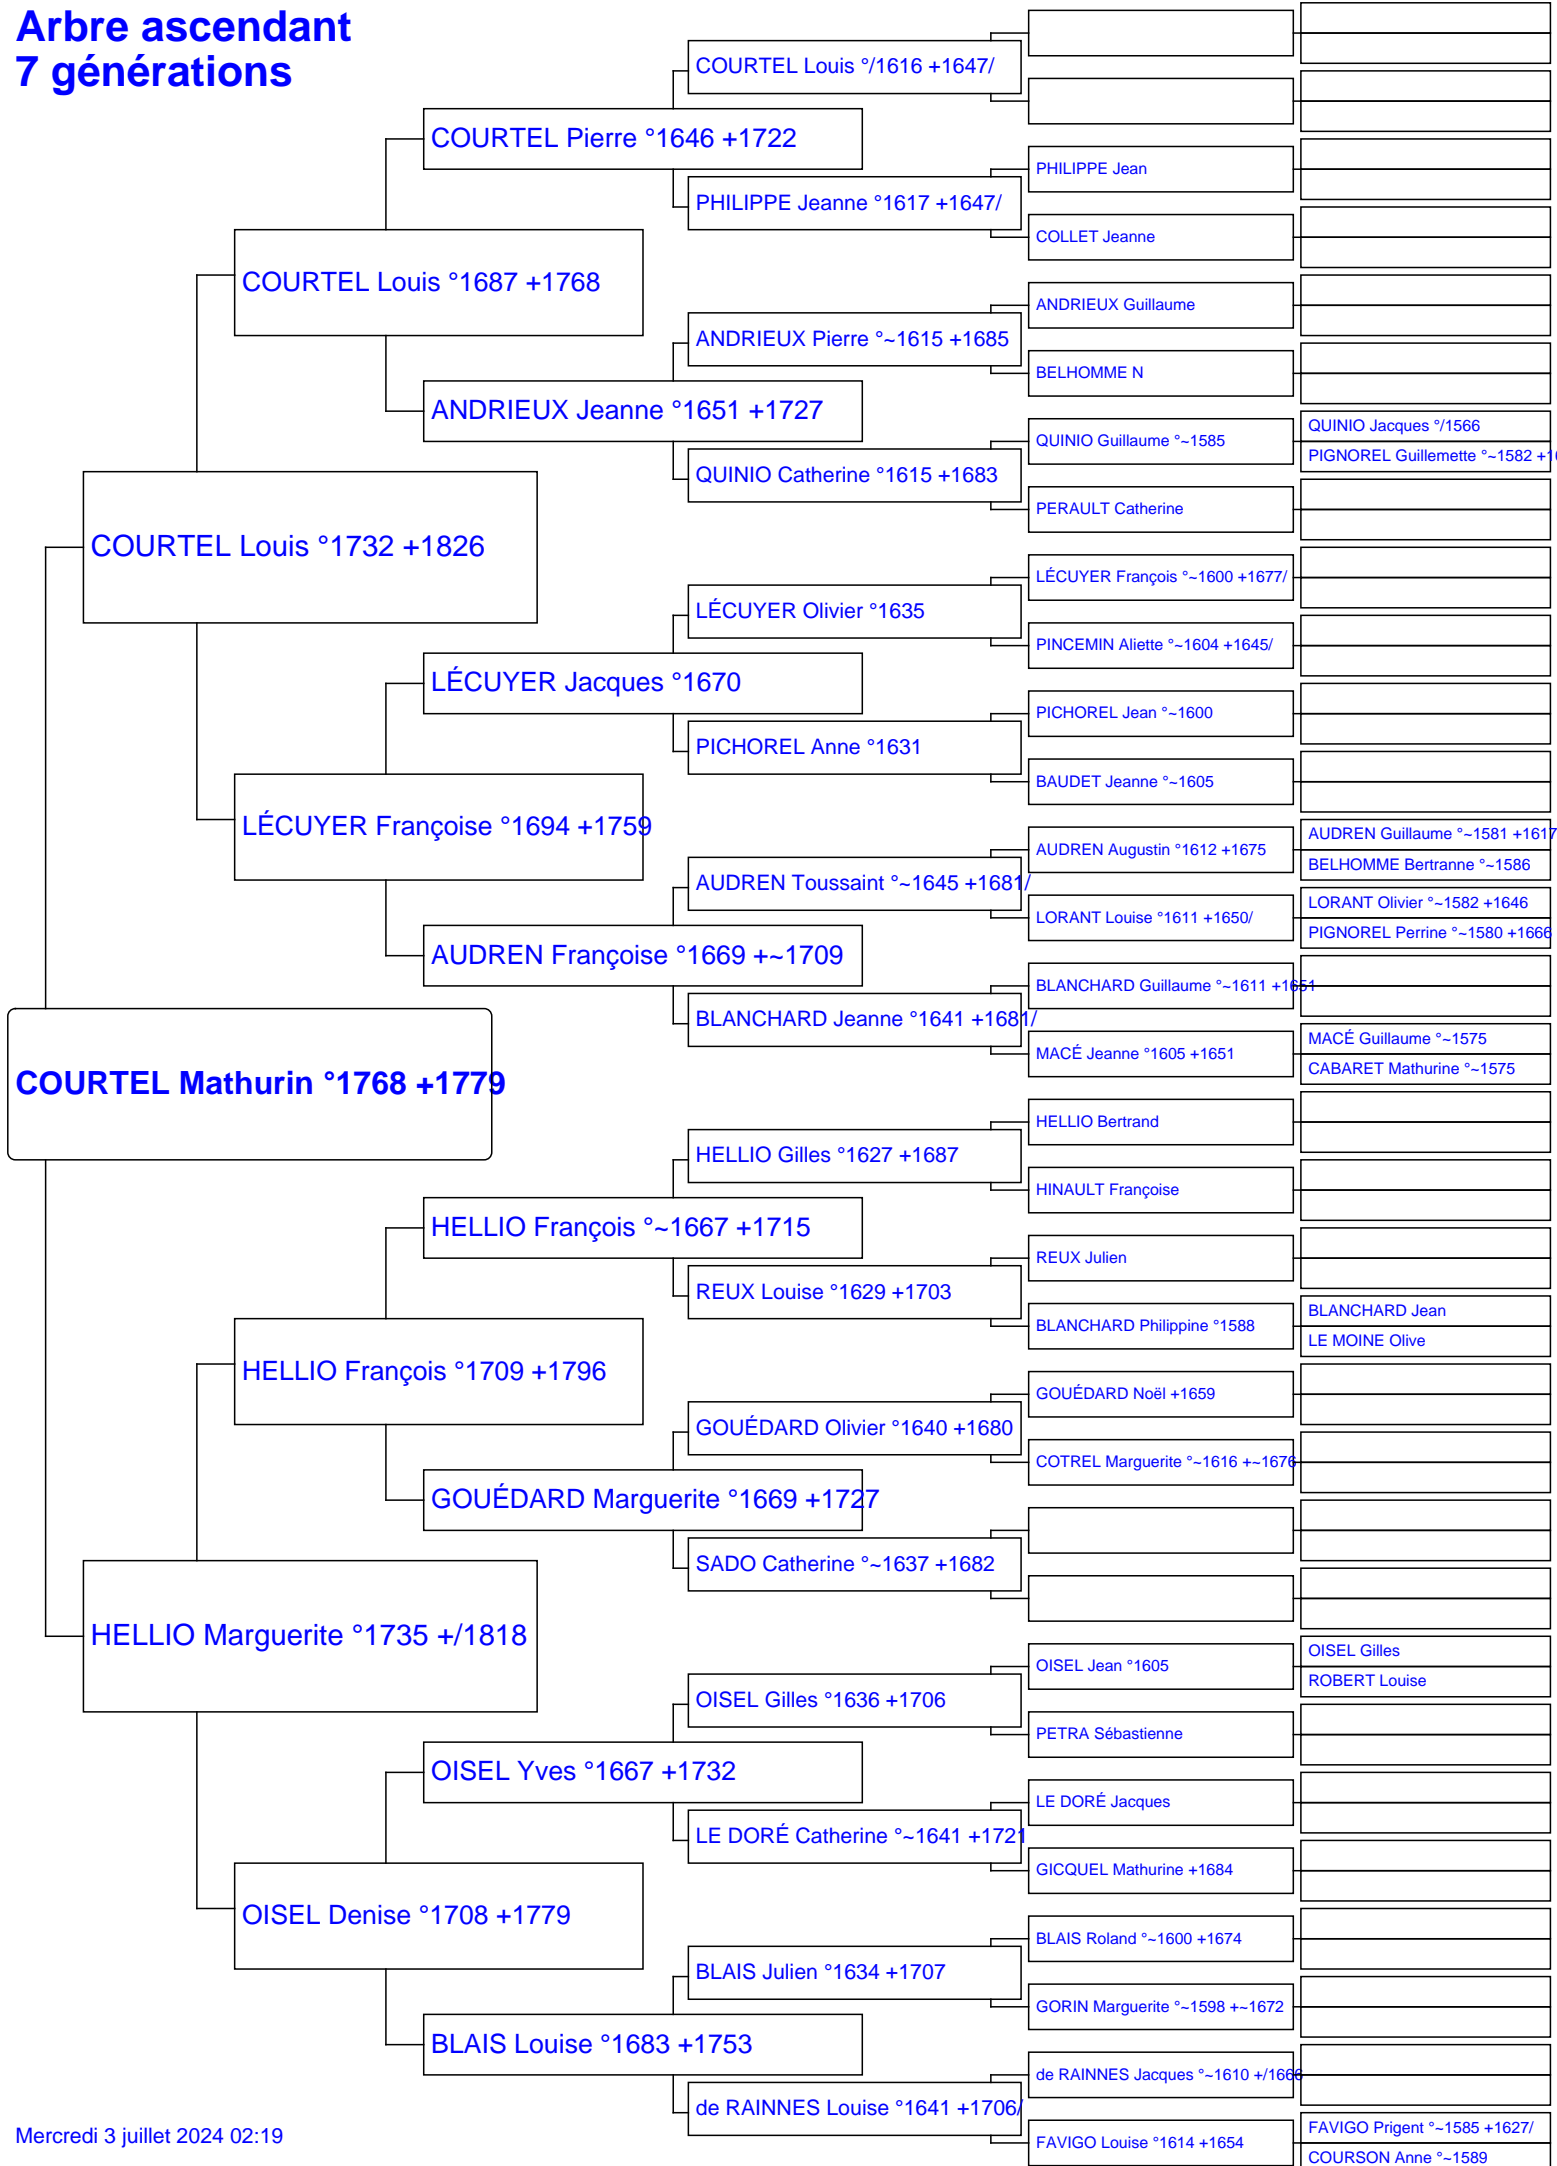 Arbre ascendant
7 générations
COURTEL Mathurin °1768 +1779
COURTEL Louis °1732 +1826
HELLIO Marguerite °1735 +/1818
COURTEL Louis °1687 +1768
LÉCUYER Françoise °1694 +1759
HELLIO François °1709 +1796
OISEL Denise °1708 +1779
COURTEL Pierre °1646 +1722
ANDRIEUX Jeanne °1651 +1727
LÉCUYER Jacques °1670
AUDREN Françoise °1669 +~1709
HELLIO François °~1667 +1715
GOUÉDARD Marguerite °1669 +1727
OISEL Yves °1667 +1732
BLAIS Louise °1683 +1753
COURTEL Louis °/1616 +1647/
PHILIPPE Jeanne °1617 +1647/
ANDRIEUX Pierre °~1615 +1685
QUINIO Catherine °1615 +1683
LÉCUYER Olivier °1635
PICHOREL Anne °1631
AUDREN Toussaint °~1645 +1681/
BLANCHARD Jeanne °1641 +1681/
HELLIO Gilles °1627 +1687
REUX Louise °1629 +1703
GOUÉDARD Olivier °1640 +1680
SADO Catherine °~1637 +1682
OISEL Gilles °1636 +1706
LE DORÉ Catherine °~1641 +1721
BLAIS Julien °1634 +1707
de RAINNES Louise °1641 +1706/
PHILIPPE Jean
COLLET Jeanne
ANDRIEUX Guillaume
BELHOMME N
QUINIO Guillaume °~1585
PERAULT Catherine
LÉCUYER François °~1600 +1677/
PINCEMIN Aliette °~1604 +1645/
PICHOREL Jean °~1600
BAUDET Jeanne °~1605
AUDREN Augustin °1612 +1675
LORANT Louise °1611 +1650/
BLANCHARD Guillaume °~1611 +1651
MACÉ Jeanne °1605 +1651
HELLIO Bertrand
HINAULT Françoise
REUX Julien
BLANCHARD Philippine °1588
GOUÉDARD Noël +1659
COTREL Marguerite °~1616 +~1676
OISEL Jean °1605
PETRA Sébastienne
LE DORÉ Jacques
GICQUEL Mathurine +1684
BLAIS Roland °~1600 +1674
GORIN Marguerite °~1598 +~1672
de RAINNES Jacques °~1610 +/1666
FAVIGO Louise °1614 +1654
QUINIO Jacques °/1566
PIGNOREL Guillemette °~1582
AUDREN Guillaume °~1581 +1617
BELHOMME Bertranne °~1586
LORANT Olivier °~1582 +1646
PIGNOREL Perrine °~1580 +1666
MACÉ Guillaume °~1575
CABARET Mathurine °~1575
BLANCHARD Jean
LE MOINE Olive
OISEL Gilles
ROBERT Louise
FAVIGO Prigent °~1585 +1627/
COURSON Anne °~1589
Mercredi 3 juillet 2024 02:19